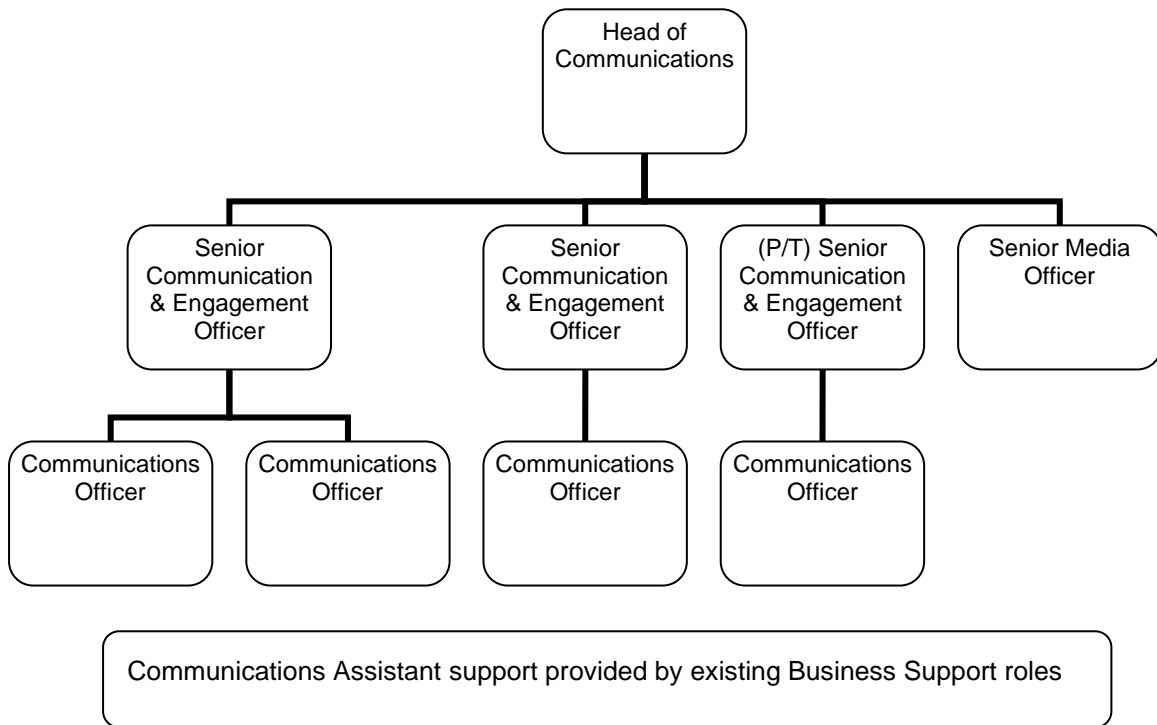 Head of
Communications
Senior
Communication
& Engagement
Officer
Senior
Communication
& Engagement
Officer
(P/T) Senior
Communication
& Engagement
Officer
Senior Media
Officer
Communications
Officer
Communications
Officer
Communications
Officer
Communications
Officer
Communications Assistant support provided by existing Business Support roles